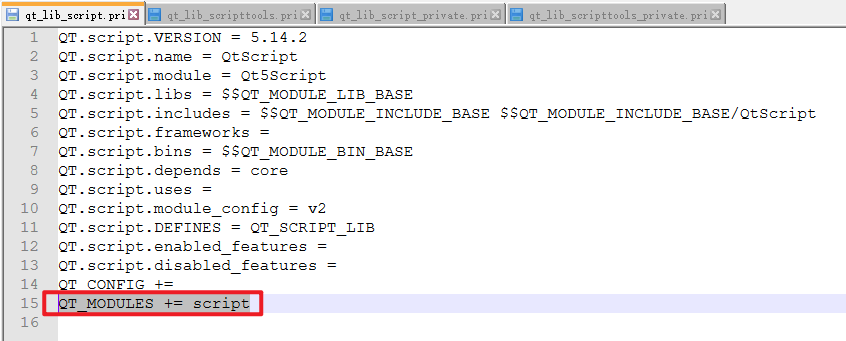 qt_lib_script.pri qt_lib_scripttools.pri qt_lib_script_private.pri qt_lib_scripttools_private.pri
1 QT.script.VERSION = 5.14.2
2 QT.script.name = QtScript
3 QT.script.module = Qt5Script
4 QT.script.libs = $$QT_MODULE_LIB_BASE
5 QT.script.includes = $$QT_MODULE_INCLUDE_BASE $$QT_MODULE_INCLUDE_BASE/QtScript
6 QT.script.frameworks =
7 QT.script.bins = $$QT_MODULE_BIN_BASE
8 QT.script.depends = core
9 QT.script.uses =
10 QT.script.module_config = v2
11 QT.script.DEFINES = QT_SCRIPT_LIB
12 QT.script.enabled_features =
13 QT.script.disabled_features =
14 QT_CONFIG +=
15 QT_MODULES += script
16